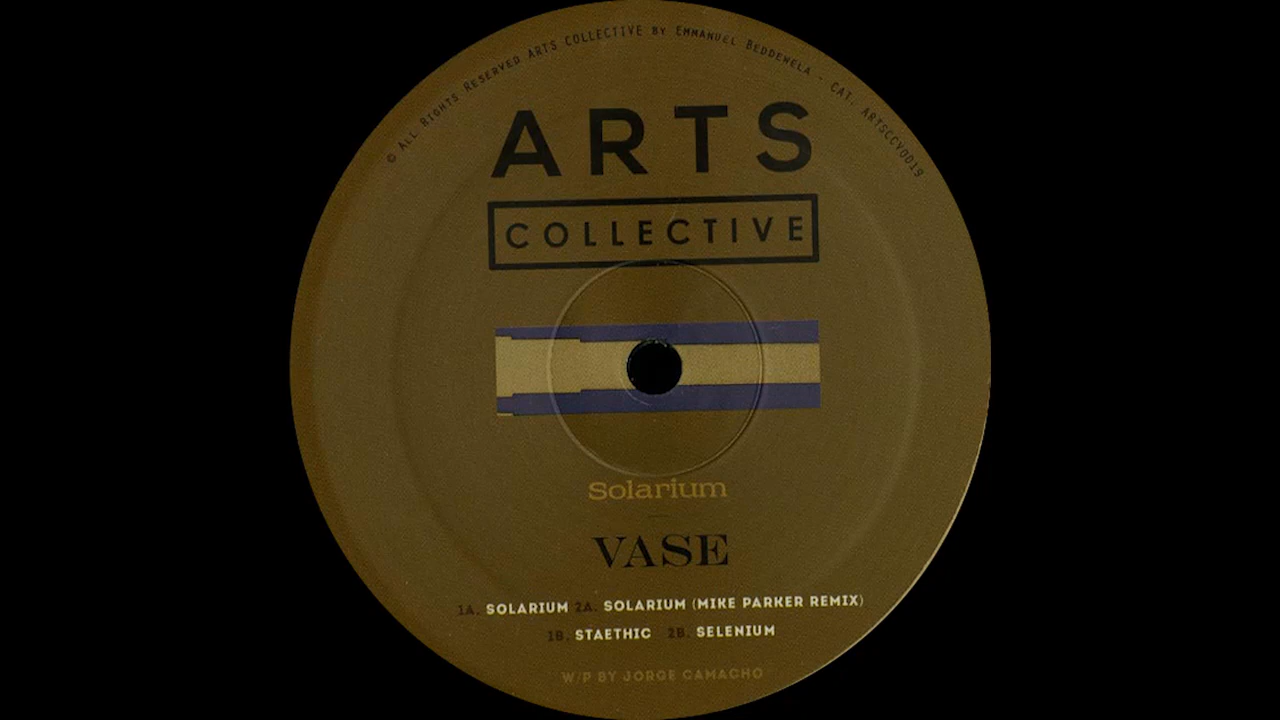 © All Rights Reserved ARTS COLLECTIVE by Emmanuel Beddewela - Cat. ARTSCCV0019
ARTS
COLLECTIVE
Solarium
VASE
1A. SOLARIUM 2A. SOLARIUM (MIKE PARKER REMIX)
1B. STAETHIC 2B. SELENIUM
W/P BY JORGE CAMACHO